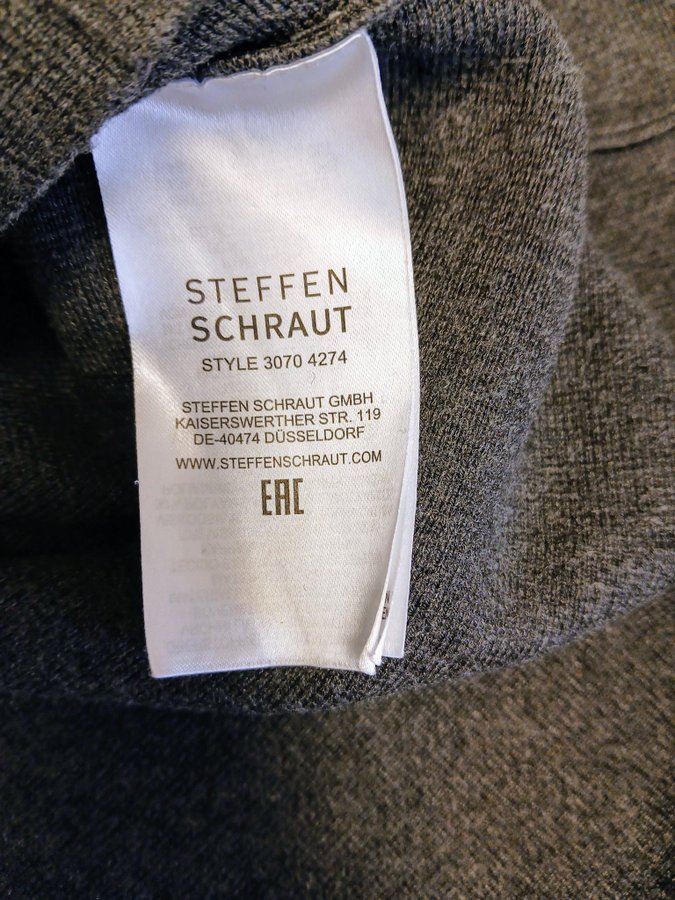 STEFFEN
SCHRAUT
STYLE 3070 4274
STEFFEN SCHRAUT GMBH
KAISERSWERTHER STR. 119
DE-40474 DÜSSELDORF
WWW.STEFFENSCHRAUT.COM
EAC